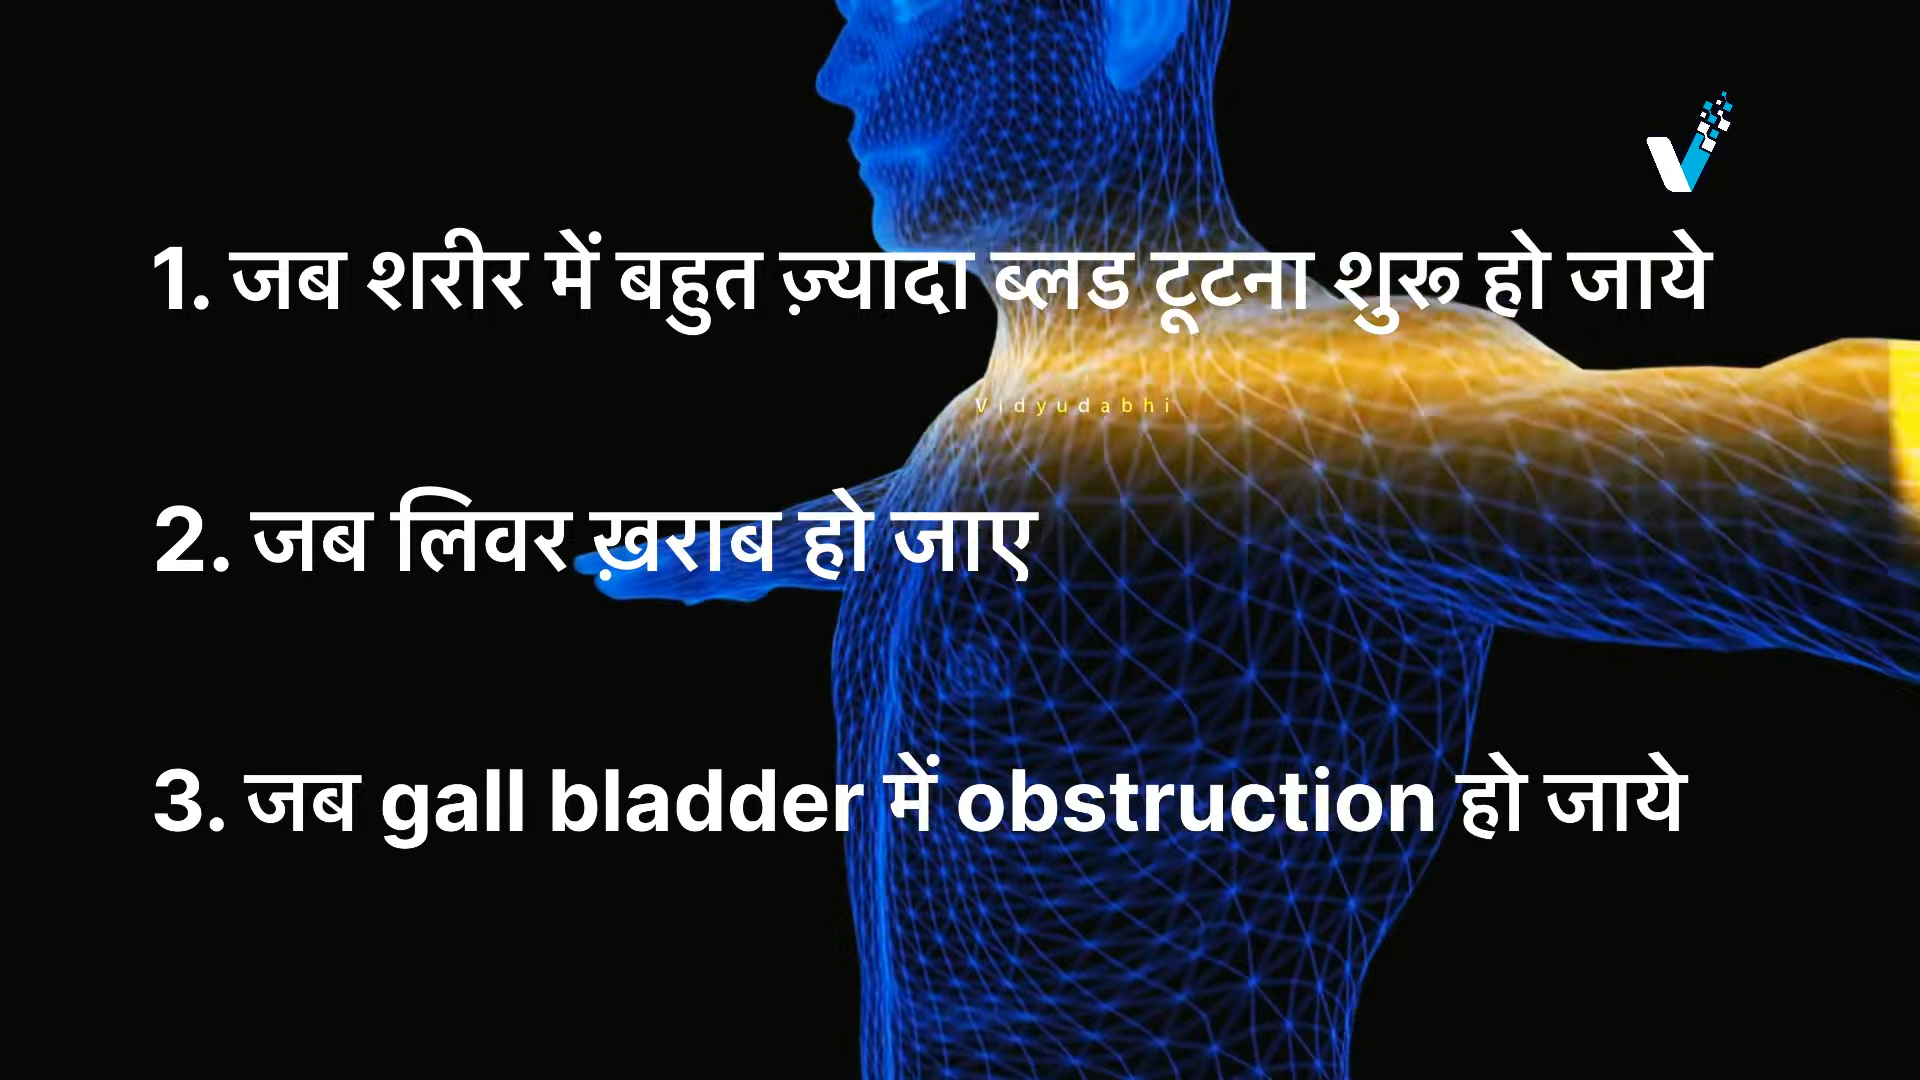 1. जब शरीर में बहुत ज़्यादा ब्लड टूटना शुरू हो जाये
Vidyudabhi
2. जब लिवर ख़राब हो जाए
3. जब gall bladder में obstruction हो जाये